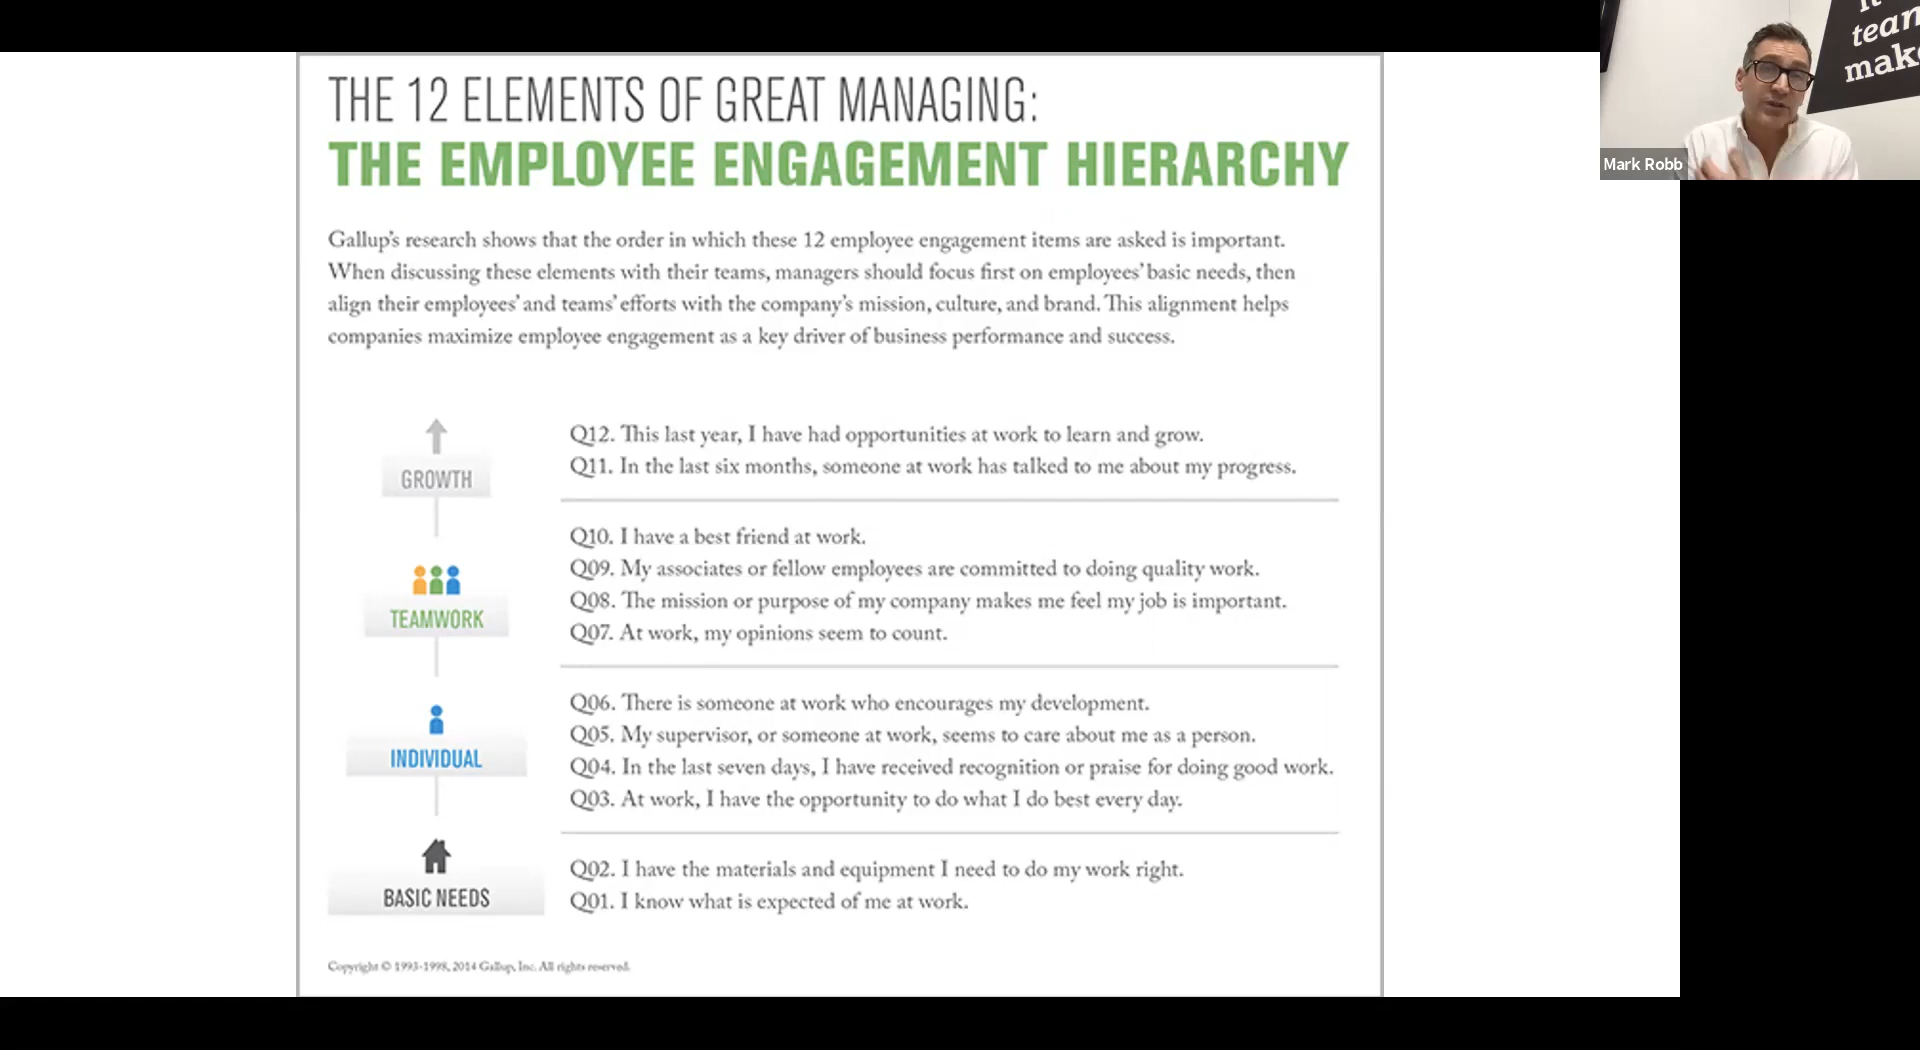 THE 12 ELEMENTS OF GREAT MANAGING:
THE EMPLOYEE ENGAGEMENT HIERARCHY
Gallup's research shows that the order in which these 12 employee engagement items are asked is important.
When discussing these elements with their teams, managers should focus first on employees' basic needs, then
align their employees' and teams' efforts with the company's mission, culture, and brand. This alignment helps
companies maximize employee engagement as a key driver of business performance and success.
GROWTH
Q12. This last year, I have had opportunities at work to learn and grow.
Q11. In the last six months, someone at work has talked to me about my progress.
TEAMWORK
Q10. I have a best friend at work.
Q09. My associates or fellow employees are committed to doing quality work.
Q08. The mission or purpose of my company makes me feel my job is important.
Q07. At work, my opinions seem to count.
INDIVIDUAL
Q06. There is someone at work who encourages my development.
Q05. My supervisor, or someone at work, seems to care about me as a person.
Q04. In the last seven days, I have received recognition or praise for doing good work.
Q03. At work, I have the opportunity to do what I do best every day.
BASIC NEEDS
Q02. I have the materials and equipment I need to do my work right.
Q01. I know what is expected of me at work.
Copyright © 1993-1998, 2014 Gallup, Inc. All rights reserved.
Mark Robb